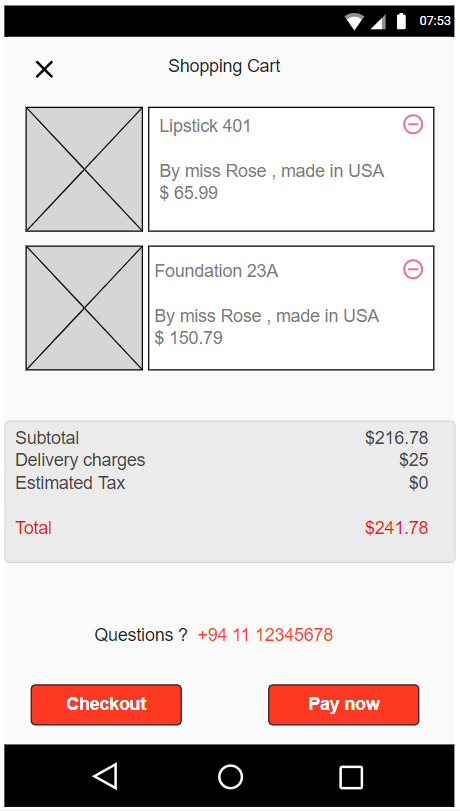 07:53
Shopping Cart
Lipstick 401
By miss Rose , made in USA
$ 65.99
Foundation 23A
By miss Rose , made in USA
$ 150.79
Subtotal $216.78
Delivery charges $25
Estimated Tax $0
Total $241.78
Questions ? +94 11 12345678
Checkout Pay now